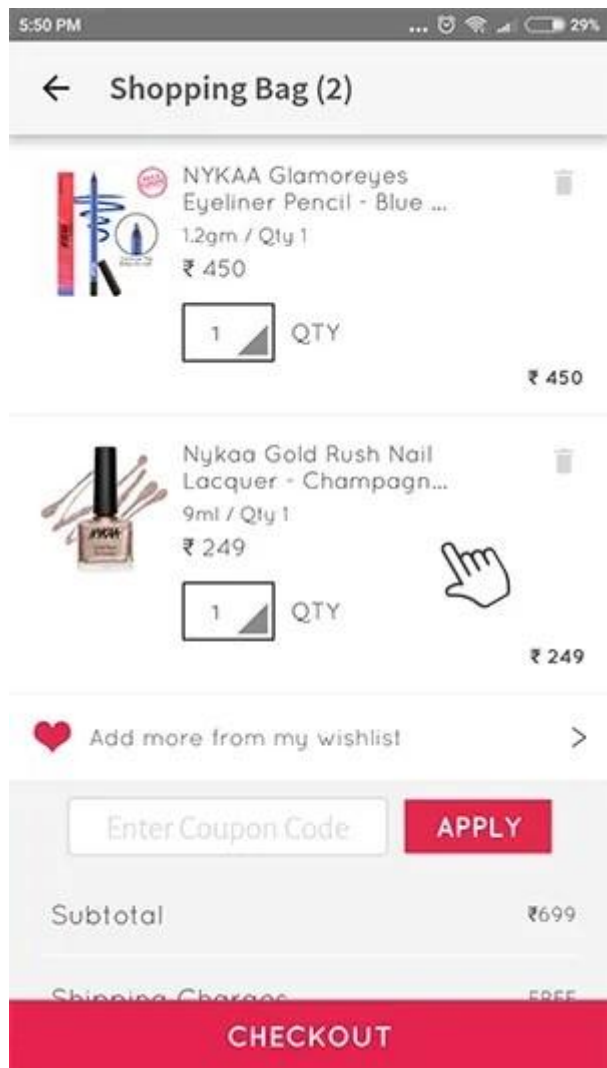 5:50 PM ... 29%
Shopping Bag (2)
NYKAA Glamoreyes
Eyeliner Pencil - Blue ...
1.2gm / Qty 1
₹ 450
1 QTY
₹ 450
Nykaa Gold Rush Nail
Lacquer - Champagn...
9ml / Qty 1
₹ 249
1 QTY
₹ 249
Add more from my wishlist >
Enter Coupon Code APPLY
Subtotal ₹699
Shipping Charges FREE
CHECKOUT